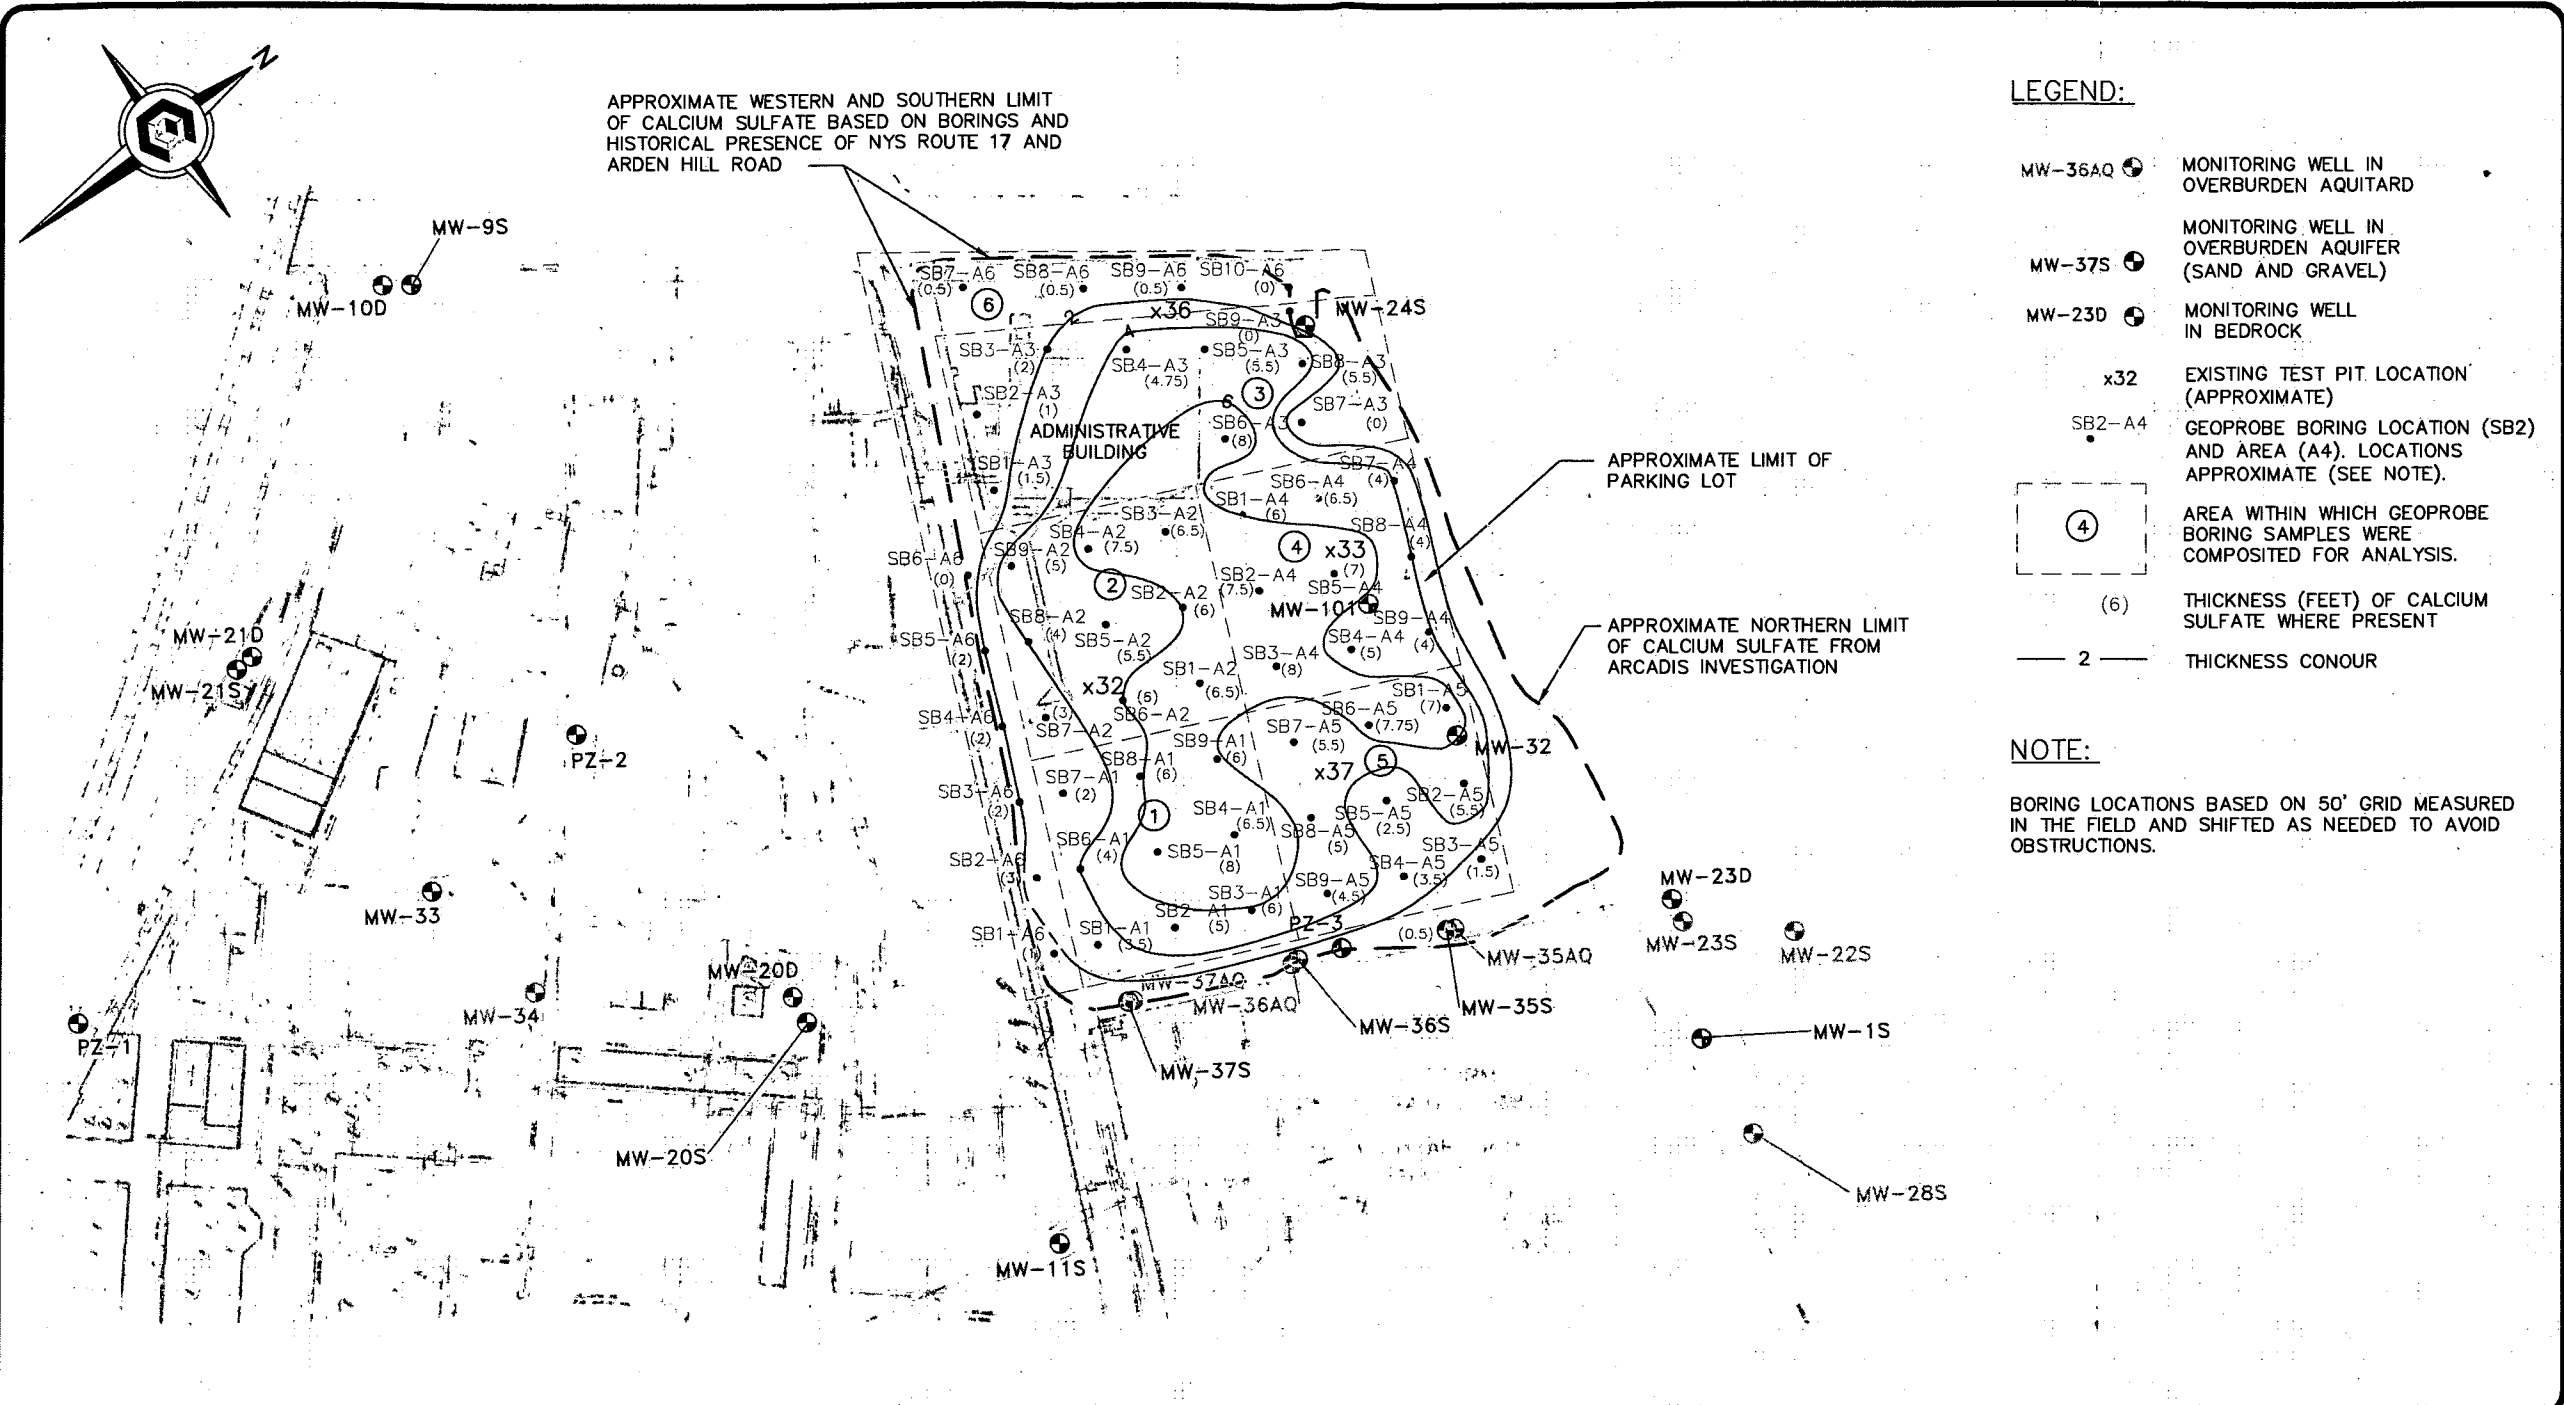 N
APPROXIMATE WESTERN AND SOUTHERN LIMIT
OF CALCIUM SULFATE BASED ON BORINGS AND
HISTORICAL PRESENCE OF NYS ROUTE 17 AND
ARDEN HILL ROAD
MW-9S
MW-10D
SB7-A6
(0.5)
SB8-A6
(0.5)
SB9-A6
(0.5)
SB10-A6
(0)
6
2
x36
4
MW-24S
SB9-A3
(0)
SB3-A3
(2)
SB4-A3
(4.75)
SB5-A3
(5.5)
SB8-A3
(5.5)
3
SB2-A3
(1)
6
SB7-A3
(0)
ADMINISTRATIVE
BUILDING
SB6-A3
(8)
SB1-A3
(1.5)
SB7-A4
(4)
SB6-A4
(6.5)
SB1-A4
(6)
SB3-A2
(6.5)
SB4-A2
(7.5)
SB8-A4
(4)
SB9-A2
(5)
SB6-A6
(0)
4
x33
(7)
SB5-A4
2
SB2-A4
(7.5)
SB2-A2
(6)
MW-101
SB8-A2
(4)
SB9-A4
(4)
SB5-A6
(2)
SB5-A2
(5.5)
SB4-A4
(5)
SB3-A4
(8)
SB1-A2
(6.5)
x32
(6)
SB6-A2
SB1-A5
(7)
SB4-A6
(2)
(3)
SB7-A2
SB6-A5
(7.75)
SB7-A5
(5.5)
MW-32
SB9-A1
(6)
SB8-A1
(6)
x37
5
SB7-A1
(2)
SB3-A6
(2)
SB2-A5
(5.5)
1
SB4-A1
(6.5)
SB5-A5
(2.5)
SB8-A5
(5)
SB6-A1
(4)
SB5-A1
(8)
SB3-A5
(1.5)
SB2-A6
(3)
SB4-A5
(3.5)
SB9-A5
(4.5)
SB3-A1
(6)
SB2-A1
(5)
PZ-3
SB1-A6
SB1-A1
(3.5)
(0.5)
MW-35AQ
MW-37AQ
MW-36AQ
MW-35S
MW-36S
MW-37S
APPROXIMATE LIMIT OF
PARKING LOT
APPROXIMATE NORTHERN LIMIT
OF CALCIUM SULFATE FROM
ARCADIS INVESTIGATION
MW-21D
MW-21S
PZ-2
MW-33
MW-20D
MW-34
PZ-1
MW-20S
MW-11S
MW-23D
MW-23S
MW-22S
MW-1S
MW-28S
LEGEND:
MW-36AQ
MONITORING WELL IN
OVERBURDEN AQUITARD
MW-37S
MONITORING WELL IN
OVERBURDEN AQUIFER
(SAND AND GRAVEL)
MW-23D
MONITORING WELL
IN BEDROCK
x32
EXISTING TEST PIT LOCATION
(APPROXIMATE)
SB2-A4
GEOPROBE BORING LOCATION (SB2)
AND AREA (A4). LOCATIONS
APPROXIMATE (SEE NOTE).
4
AREA WITHIN WHICH GEOPROBE
BORING SAMPLES WERE
COMPOSITED FOR ANALYSIS.
(6)
THICKNESS (FEET) OF CALCIUM
SULFATE WHERE PRESENT
2
THICKNESS CONOUR
NOTE:
BORING LOCATIONS BASED ON 50' GRID MEASURED
IN THE FIELD AND SHIFTED AS NEEDED TO AVOID
OBSTRUCTIONS.